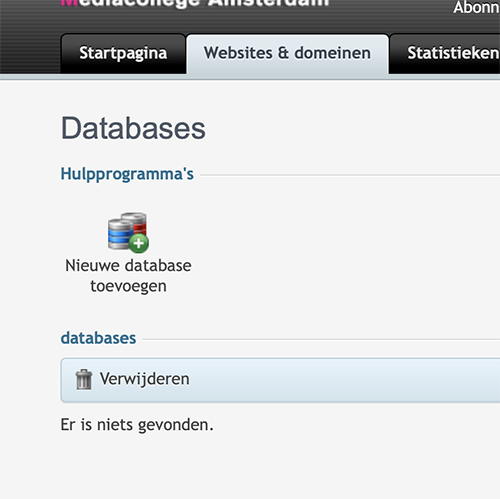 Mediacollege Amsterdam
Abonn
Startpagina
Websites & domeinen
Statistieken
Databases
Hulpprogramma's
Nieuwe database
toevoegen
databases
Verwijderen
Er is niets gevonden.